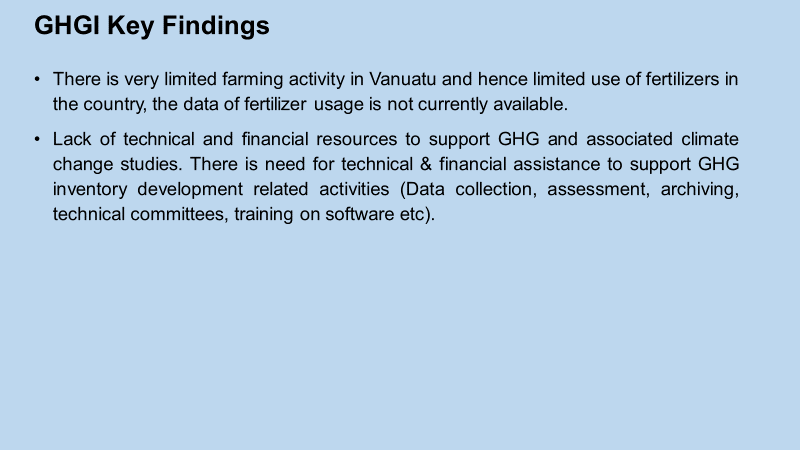 GHGI Key Findings
• There is very limited farming activity in Vanuatu and hence limited use of fertilizers in
the country, the data of fertilizer usage is not currently available.
• Lack of technical and financial resources to support GHG and associated climate
change studies. There is need for technical & financial assistance to support GHG
inventory development related activities (Data collection, assessment, archiving,
technical committees, training on software etc).